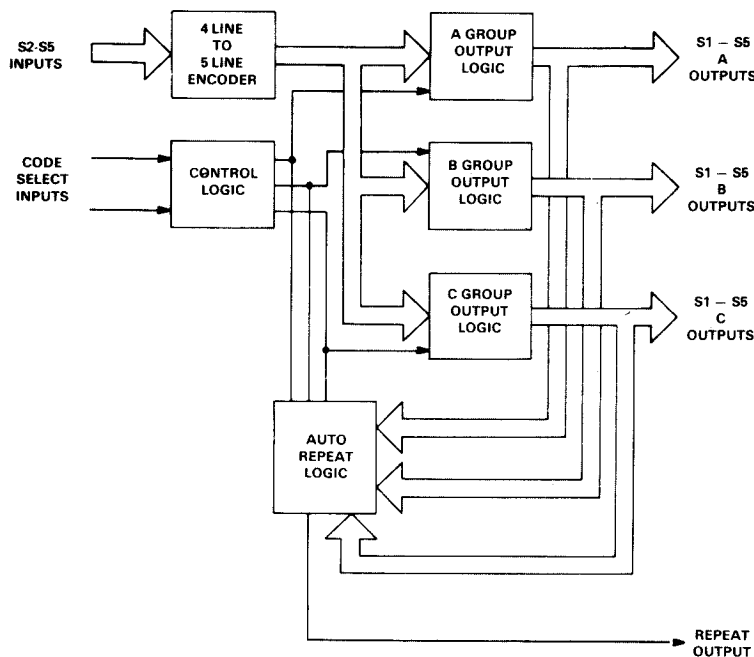 S2-S5
INPUTS
4 LINE
TO
5 LINE
ENCODER
A GROUP
OUTPUT
LOGIC
S1 – S5
A
OUTPUTS
CODE
SELECT
INPUTS
CONTROL
LOGIC
B GROUP
OUTPUT
LOGIC
S1 – S5
B
OUTPUTS
C GROUP
OUTPUT
LOGIC
S1 – S5
C
OUTPUTS
AUTO
REPEAT
LOGIC
REPEAT
OUTPUT